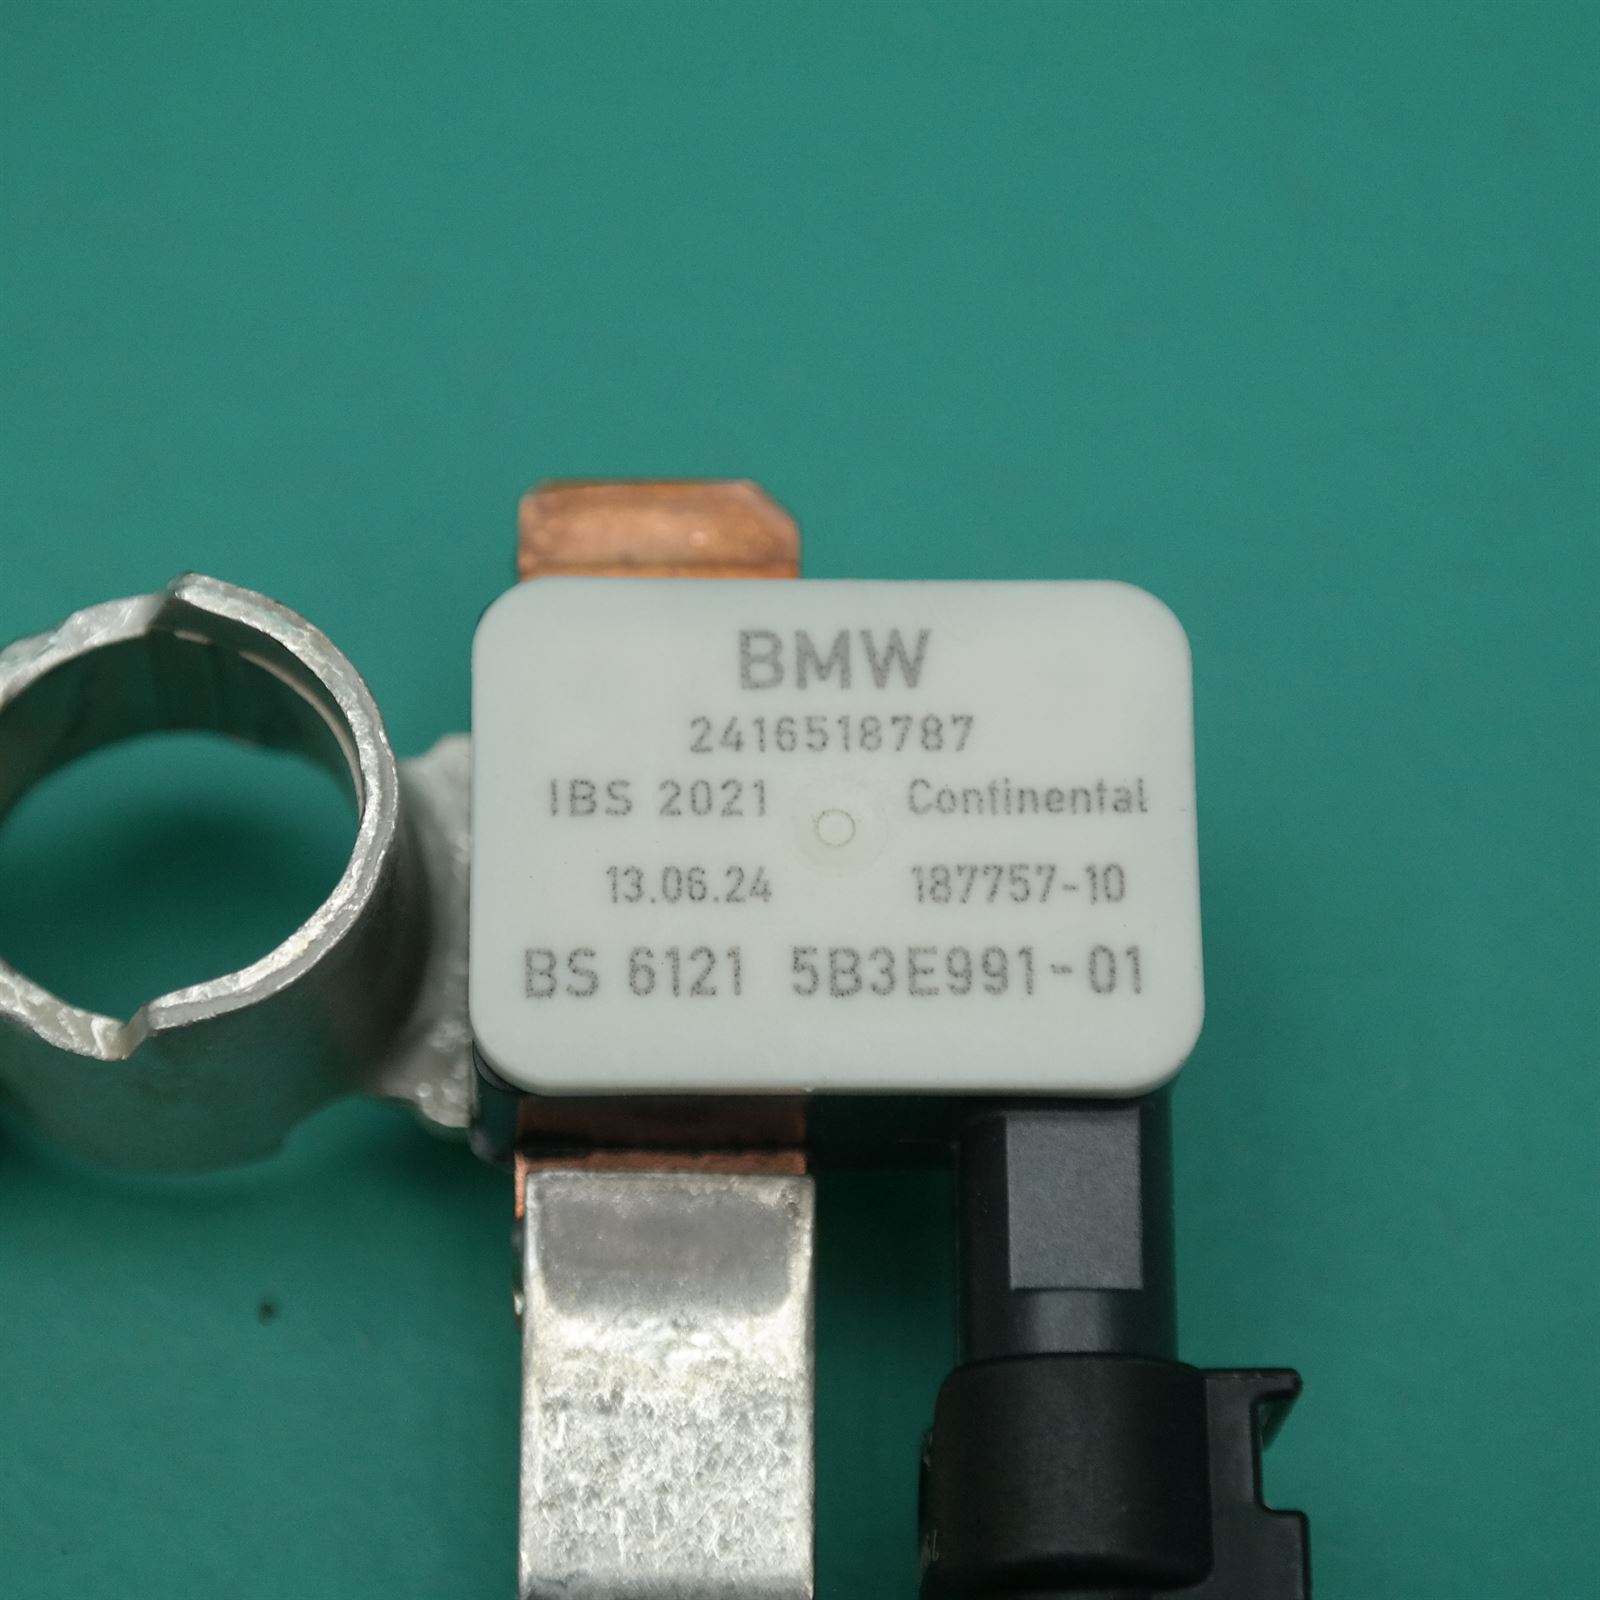 BMW
2416518787
IBS 2021 Continental
13.06.24 187757-10
BS 6121 5B3E991-01